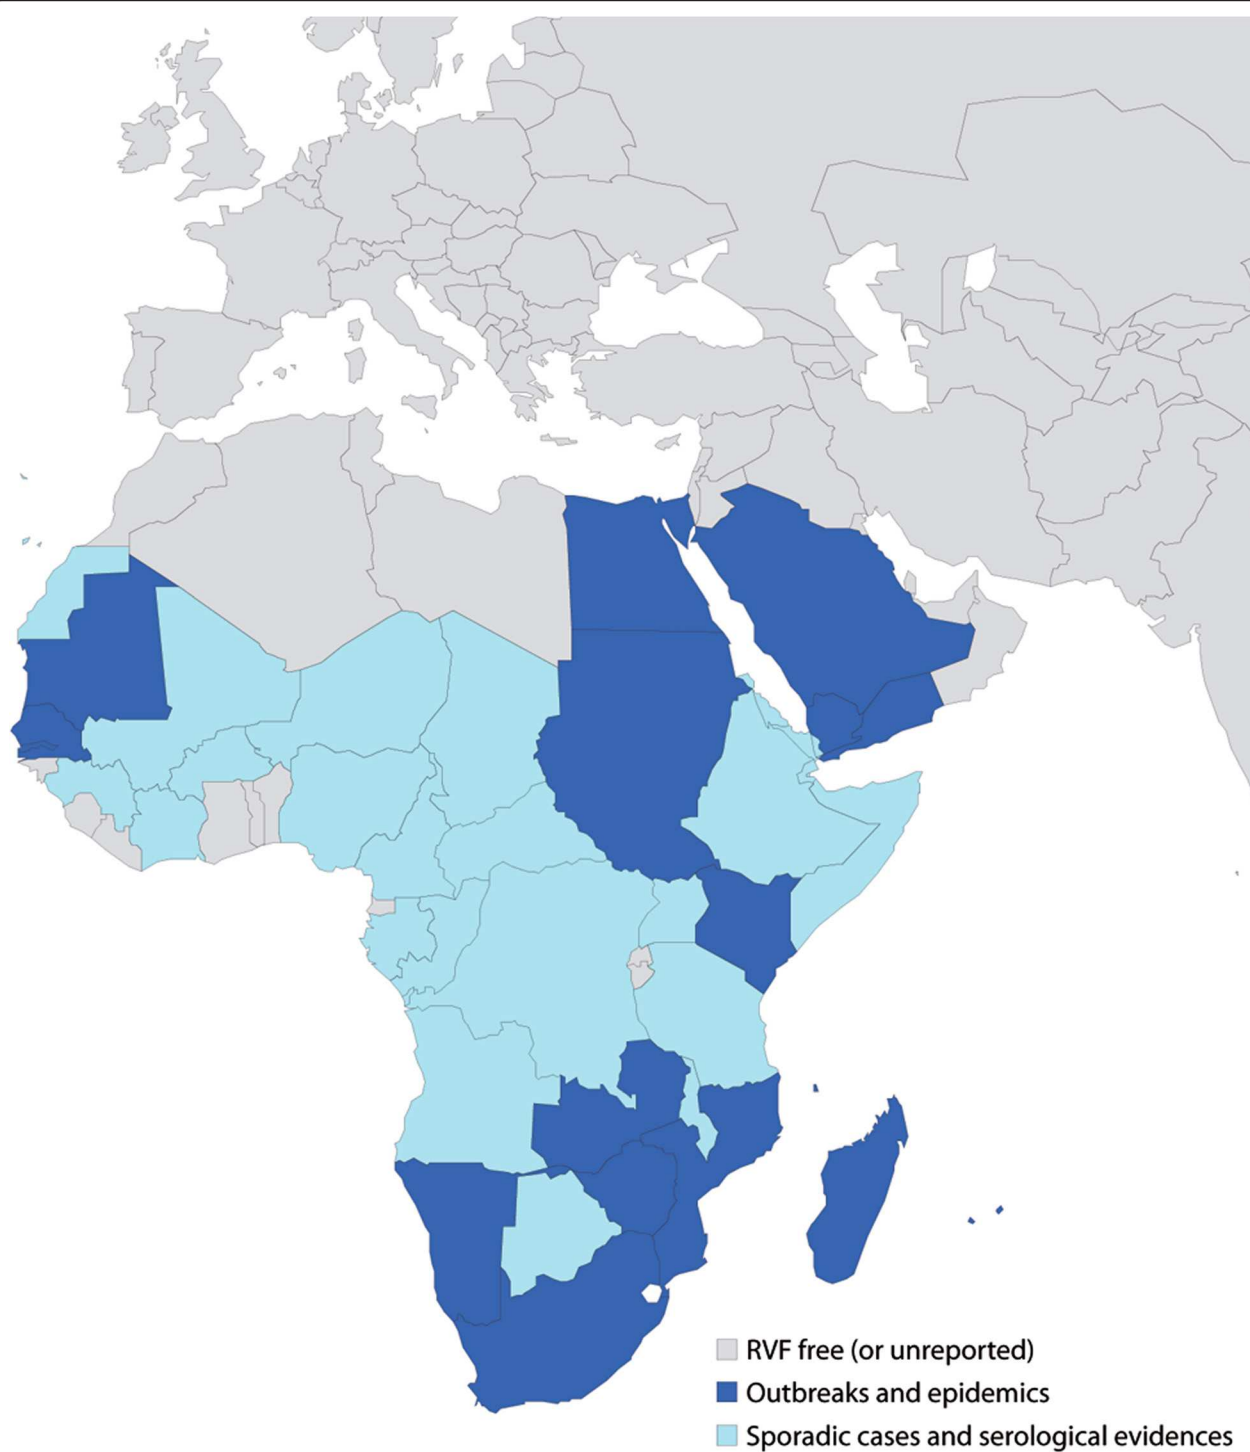 RVF free (or unreported)
Outbreaks and epidemics
Sporadic cases and serological evidences